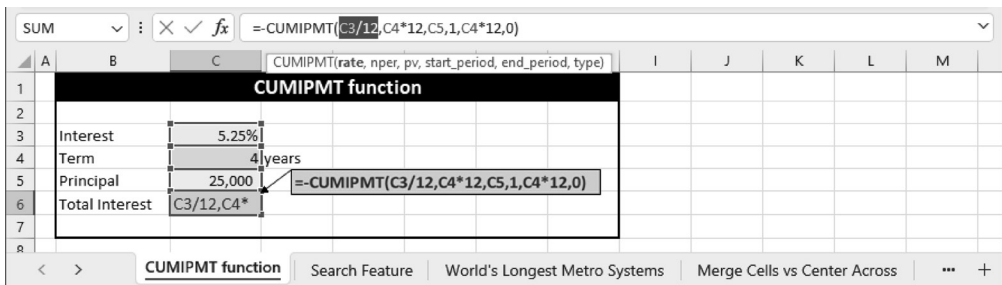 SUM fx =-CUMIPMT(C3/12,C4*12,C5,1,C4*12,0)
A B C CUMIPMT(rate, nper, pv, start_period, end_period, type) I J K L M
1 CUMIPMT function
2
3 Interest 5.25%
4 Term 4 years
5 Principal 25,000 =-CUMIPMT(C3/12,C4*12,C5,1,C4*12,0)
6 Total Interest C3/12,C4*
7
8
< > CUMIPMT function Search Feature World's Longest Metro Systems Merge Cells vs Center Across ... +